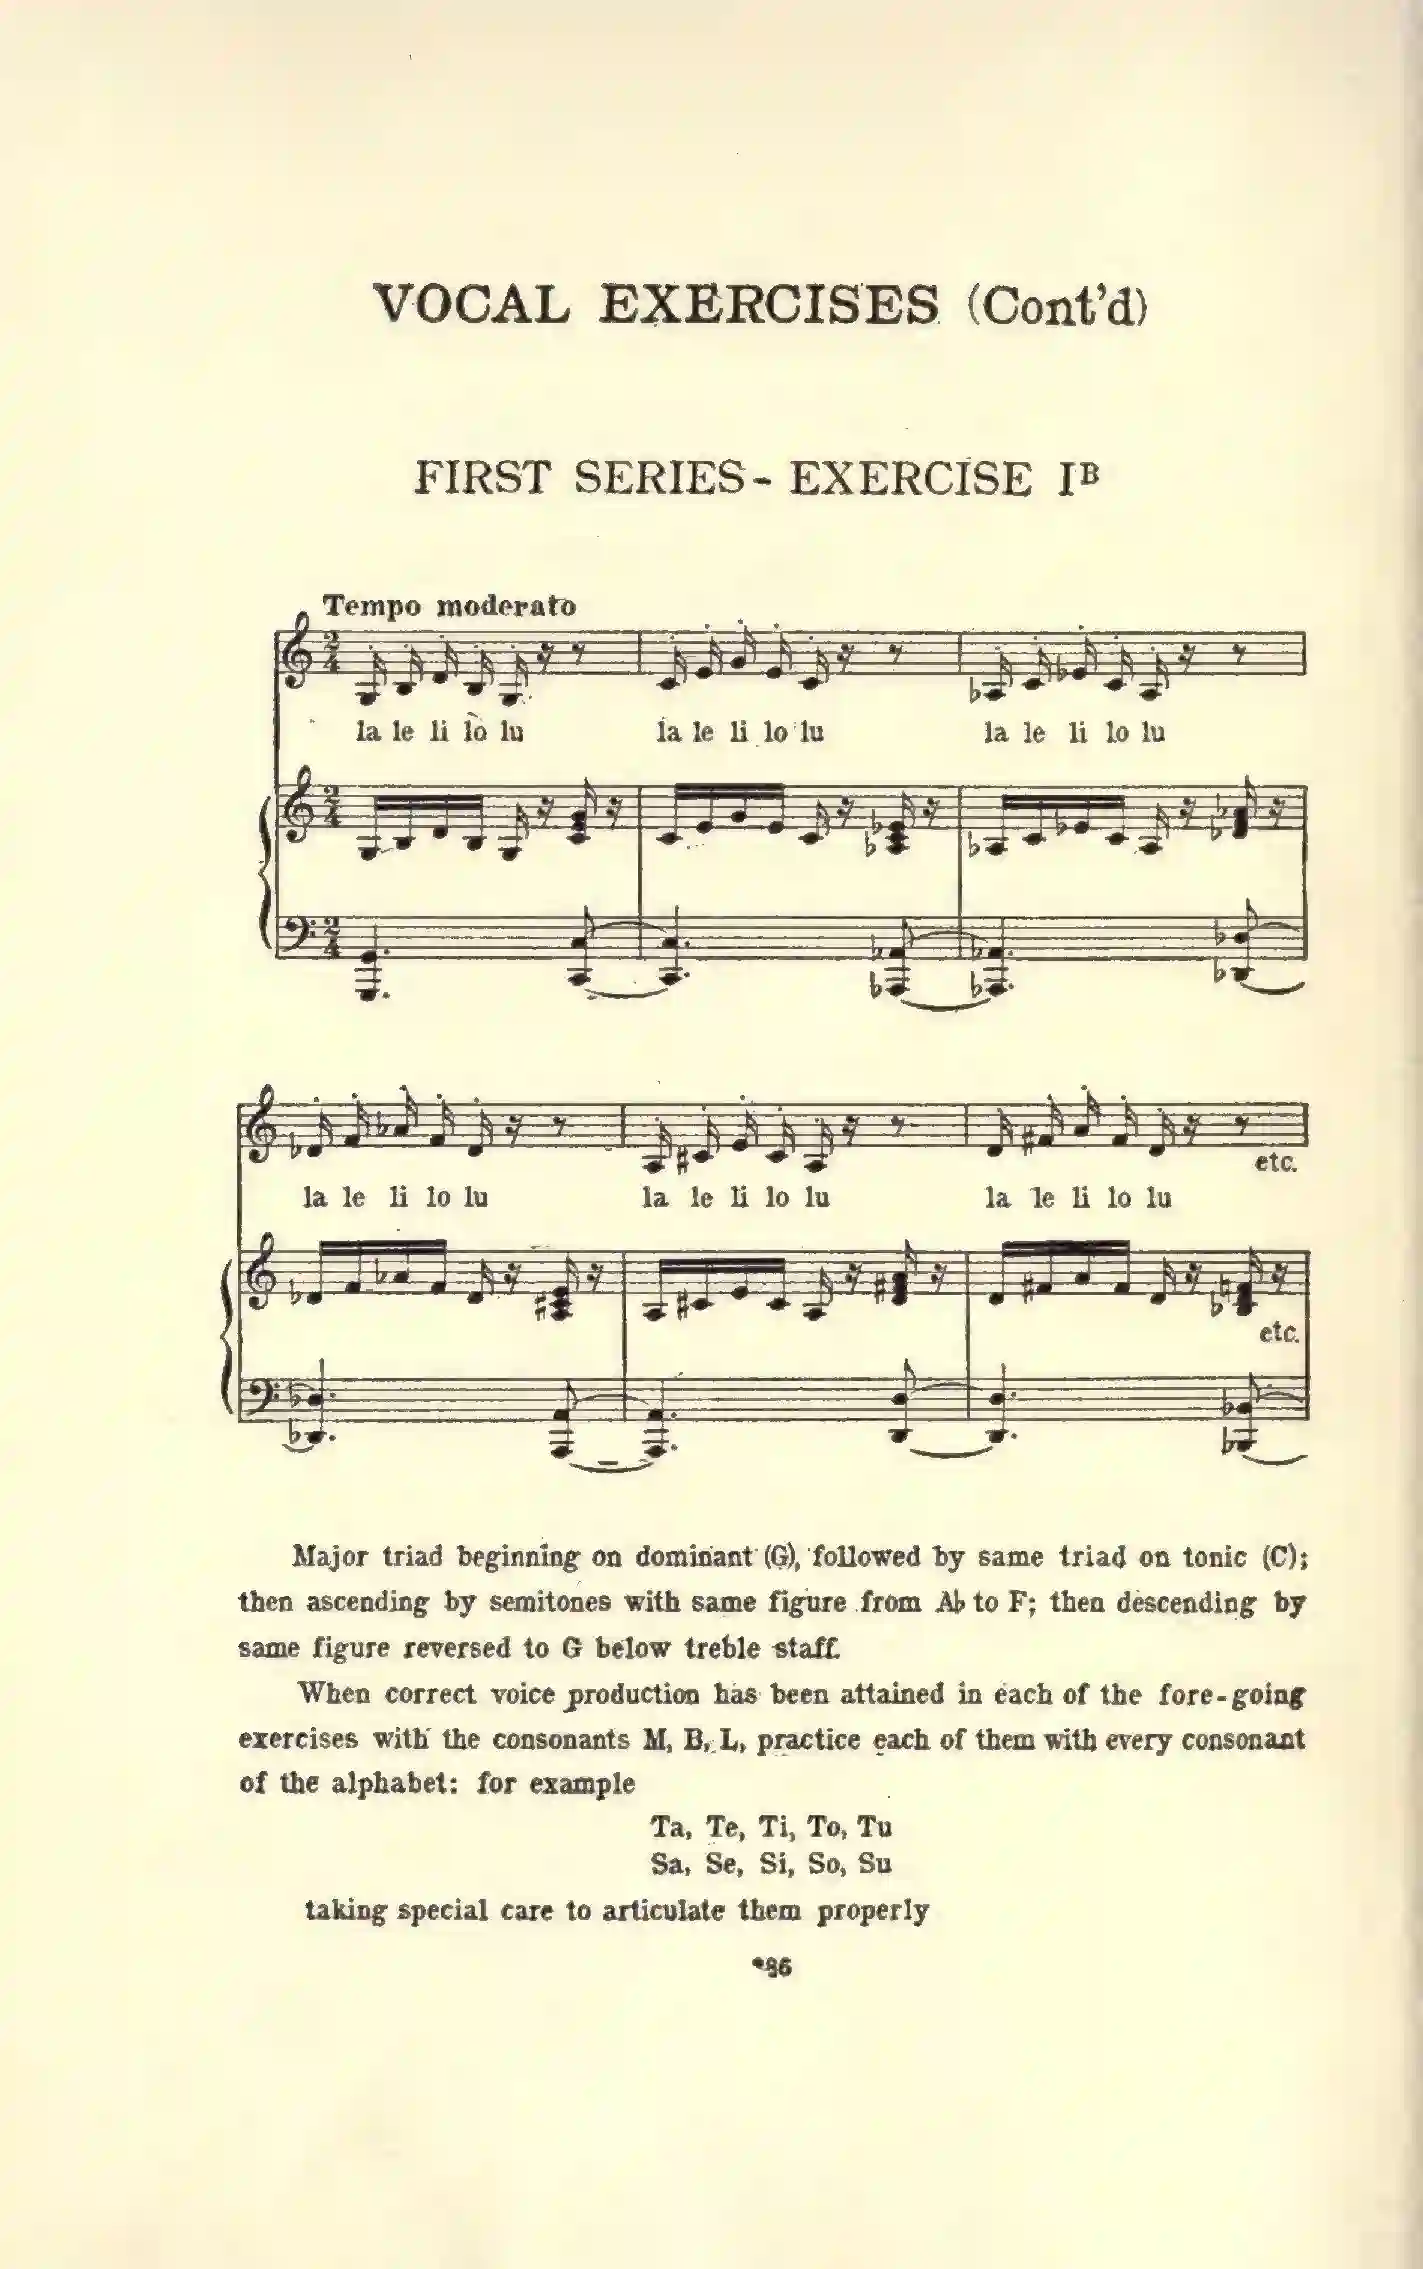 VOCAL EXERCISES (Cont'd)
FIRST SERIES - EXERCISE Iᴮ
Tempo moderato
la le li lo lu la le li lo lu la le li lo lu
la le li lo lu la le li lo lu la le li lo lu
etc.
etc.
Major triad beginning on dominant (G), followed by same triad on tonic (C);
then ascending by semitones with same figure from A♭ to F; then descending by
same figure reversed to G below treble staff.
When correct voice production has been attained in each of the fore-going
exercises with the consonants M, B, L, practice each of them with every consonant
of the alphabet: for example
Ta, Te, Ti, To, Tu
Sa, Se, Si, So, Su
taking special care to articulate them properly
*86